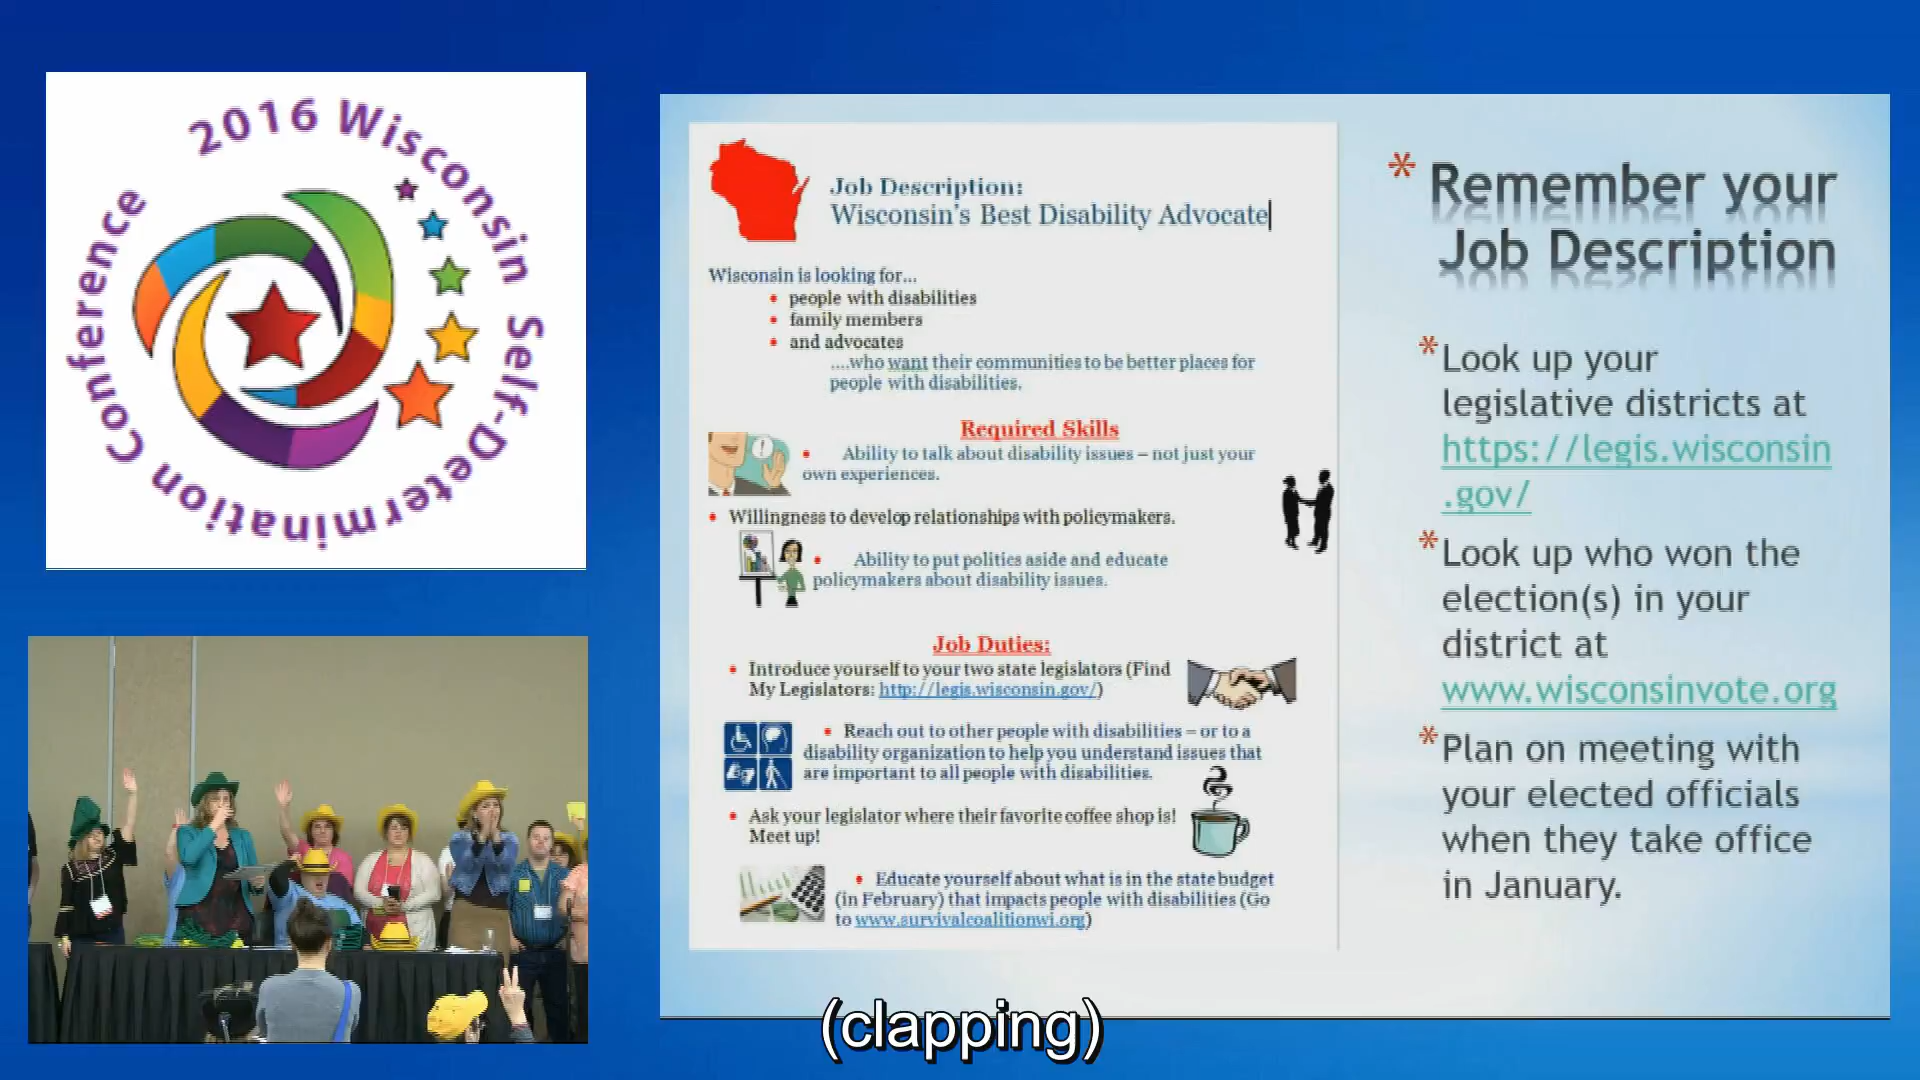 2016 Wisconsin Self-Determination Conference
Job Description:
Wisconsin's Best Disability Advocate
Wisconsin is looking for...
• people with disabilities
• family members
• and advocates
....who want their communities to be better places for
people with disabilities.
Required Skills
• Ability to talk about disability issues – not just your
own experiences.
• Willingness to develop relationships with policymakers.
• Ability to put politics aside and educate
policymakers about disability issues.
Job Duties:
• Introduce yourself to your two state legislators (Find
My Legislators: http://legis.wisconsin.gov/)
• Reach out to other people with disabilities – or to a
disability organization to help you understand issues that
are important to all people with disabilities.
• Ask your legislator where their favorite coffee shop is!
Meet up!
• Educate yourself about what is in the state budget
(in February) that impacts people with disabilities (Go
to www.survivalcoalitionwi.org)
* Remember your
Job Description
* Look up your
legislative districts at
https://legis.wisconsin
.gov/
* Look up who won the
election(s) in your
district at
www.wisconsinvote.org
* Plan on meeting with
your elected officials
when they take office
in January.
(clapping)